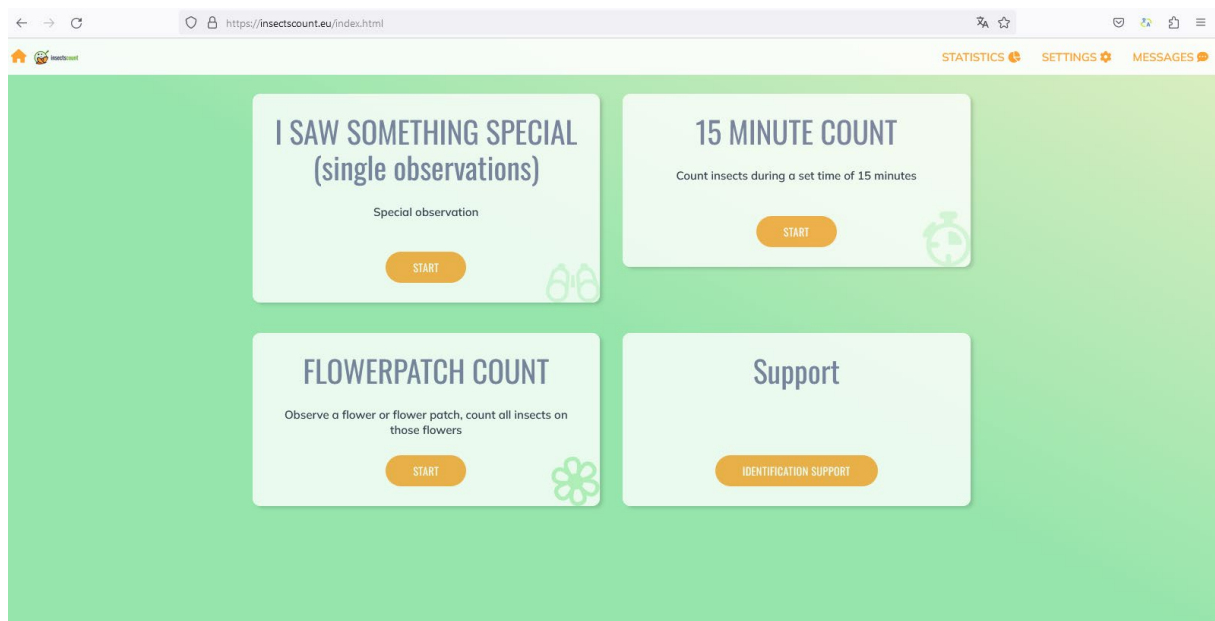 https://insectscount.eu/index.html
insectscount
STATISTICS
SETTINGS
MESSAGES
I SAW SOMETHING SPECIAL
(single observations)
Special observation
START
15 MINUTE COUNT
Count insects during a set time of 15 minutes
START
FLOWERPATCH COUNT
Observe a flower or flower patch, count all insects on
those flowers
START
Support
IDENTIFICATION SUPPORT